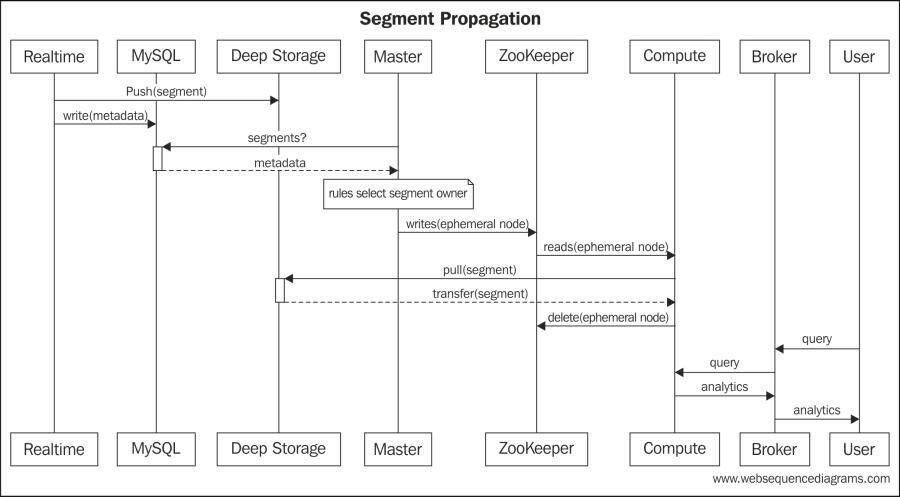 Segment Propagation
Realtime MySQL Deep Storage Master ZooKeeper Compute Broker User
Push(segment)
write(metadata)
segments?
metadata
rules select segment owner
writes(ephemeral node)
reads(ephemeral node)
pull(segment)
transfer(segment)
delete(ephemeral node)
query
query
analytics
analytics
Realtime MySQL Deep Storage Master ZooKeeper Compute Broker User
www.websequencediagrams.com